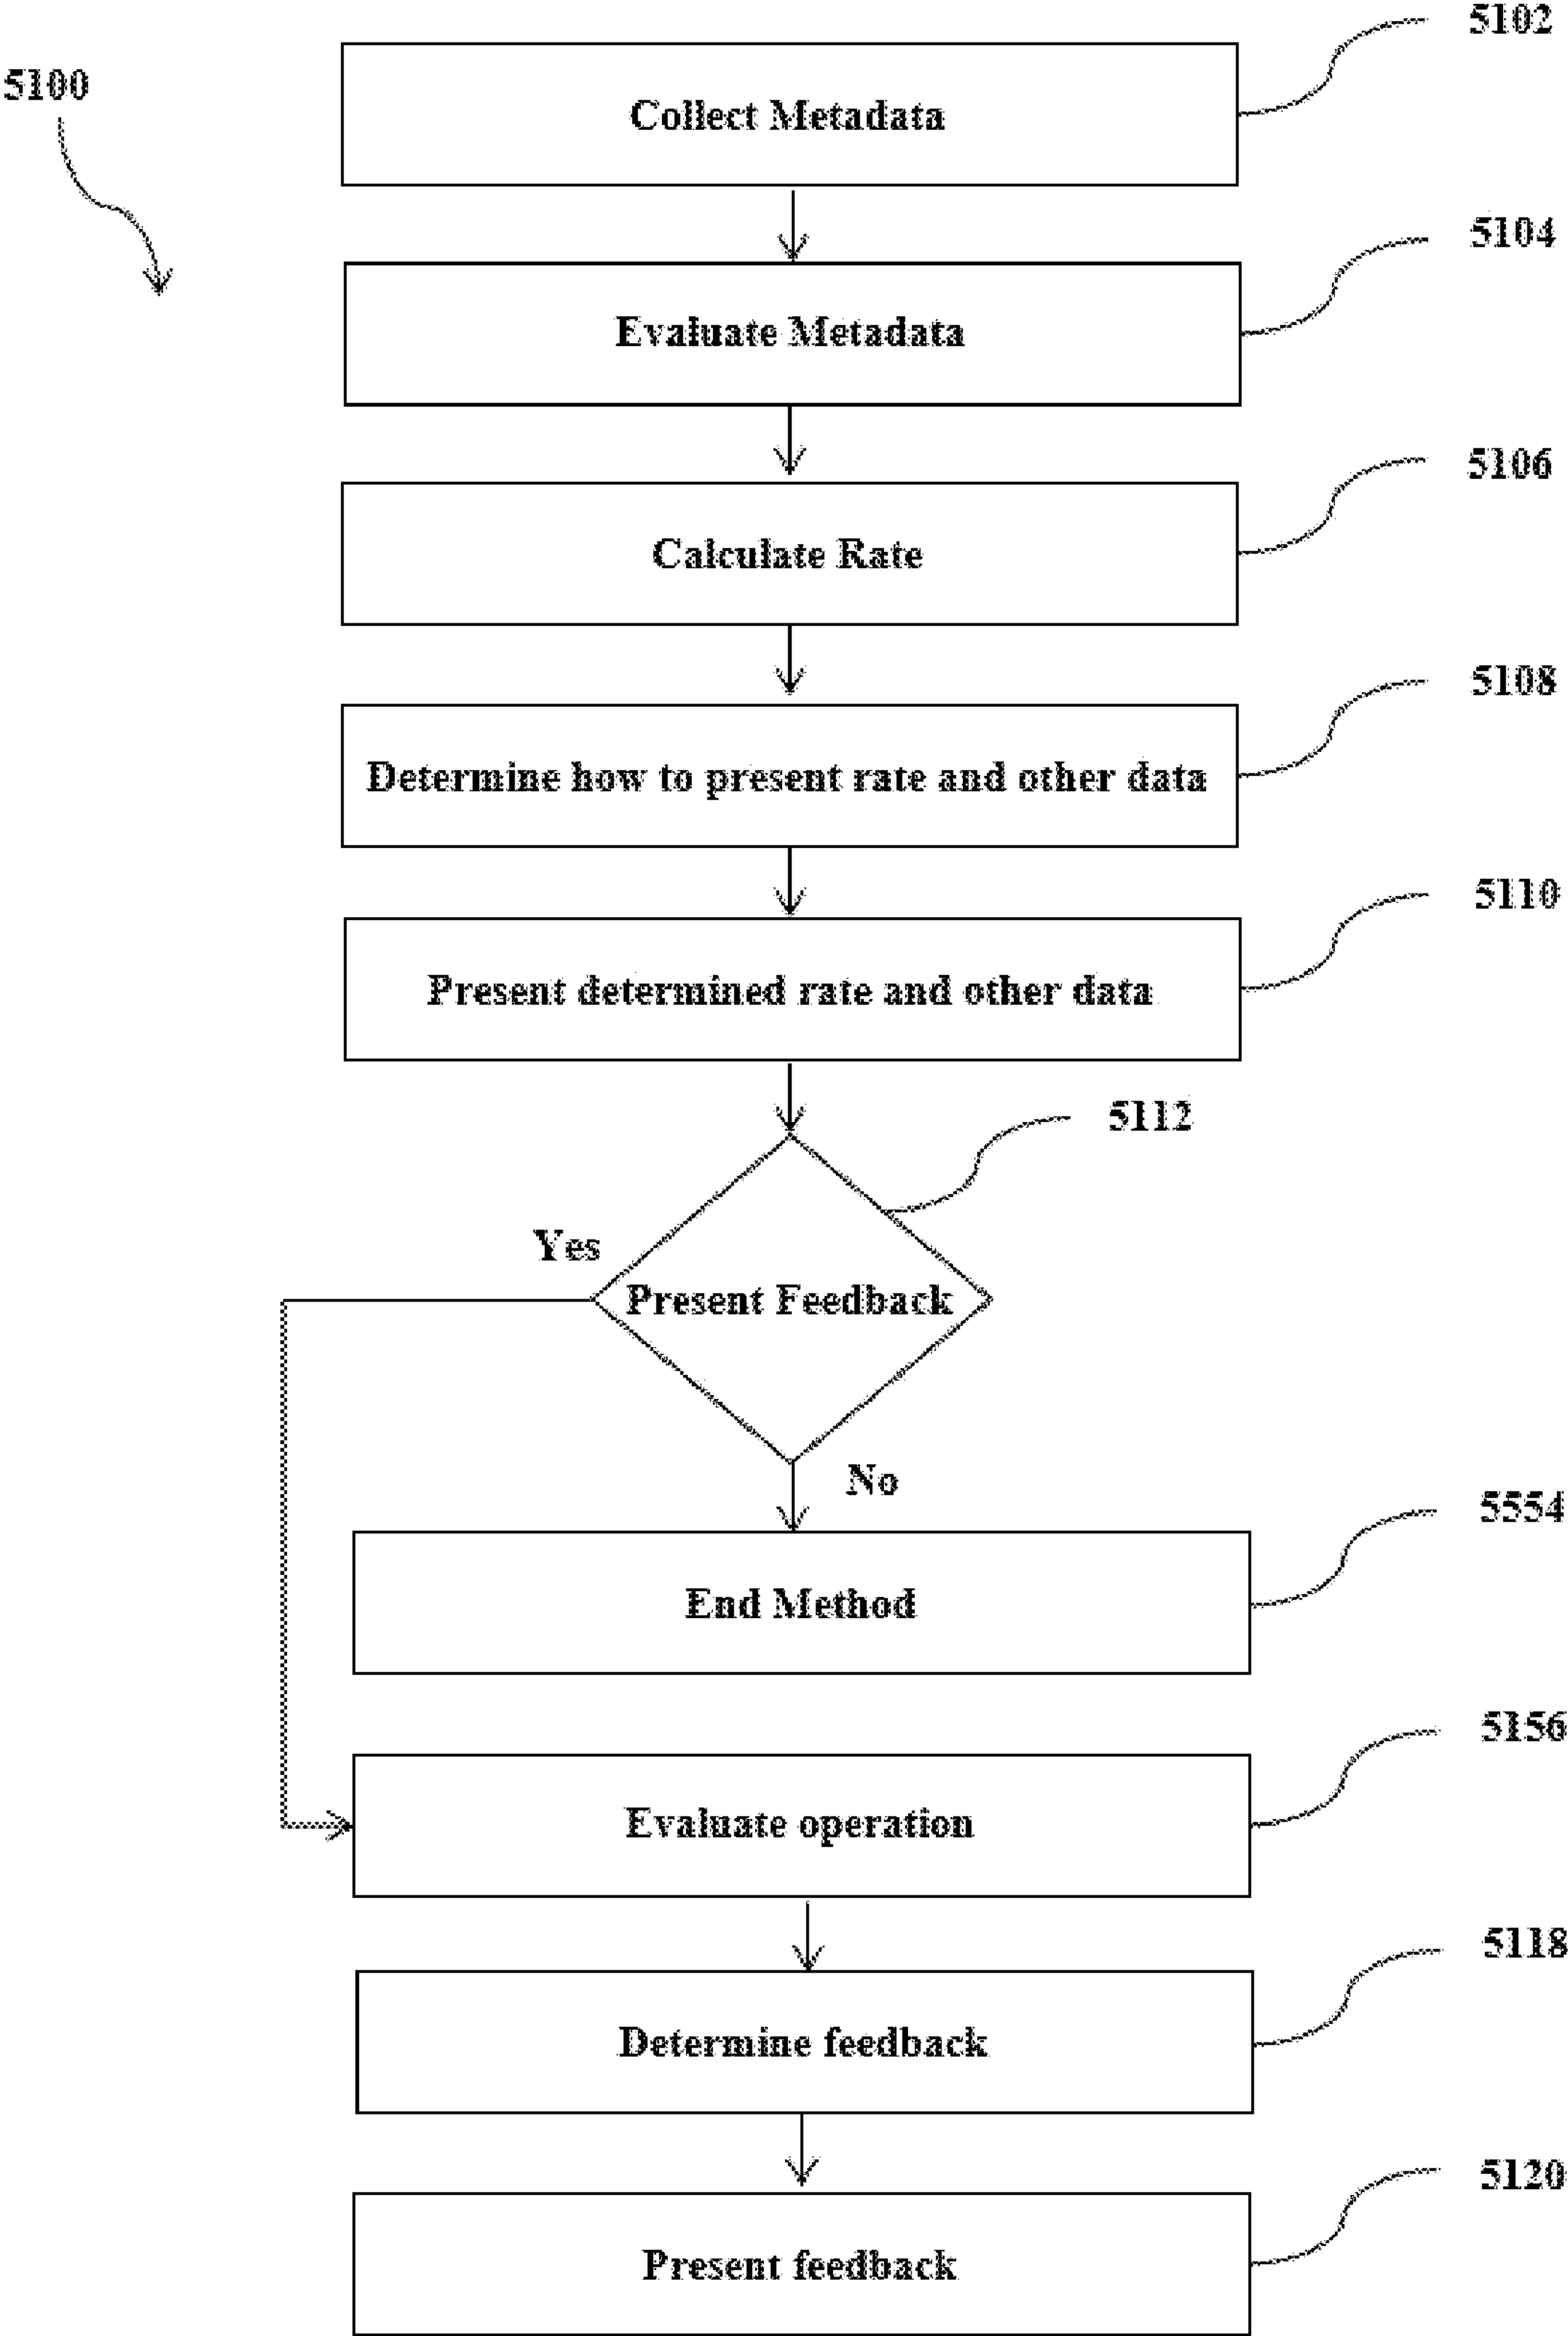 5102
5100
Collect Metadata
5104
Evaluate Metadata
5106
Calculate Rate
5108
Determine how to present rate and other data
5110
Present determined rate and other data
5112
Yes
Present Feedback
No
5554
End Method
5156
Evaluate operation
5118
Determine feedback
5120
Present feedback